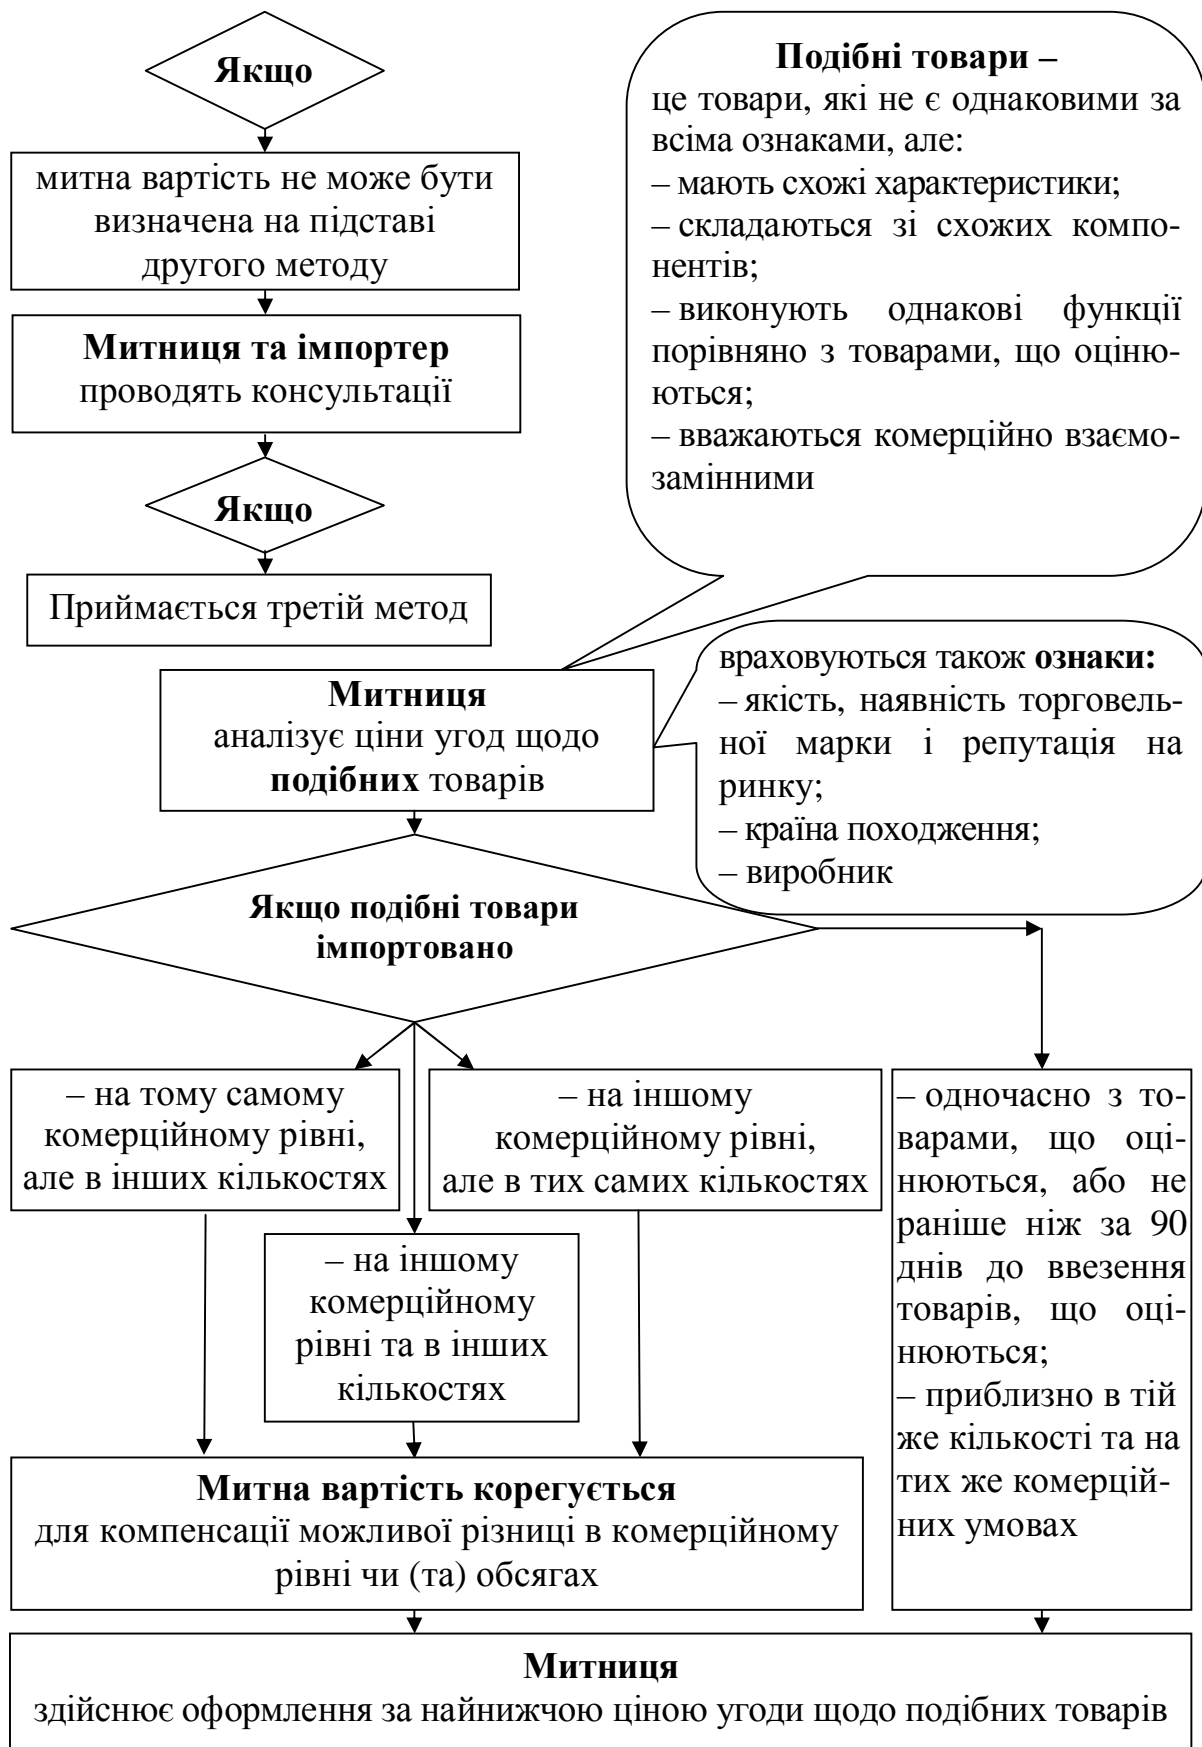 Якщо
митна вартість не може бути
визначена на підставі
другого методу
Митниця та імпортер
проводять консультації
Якщо
Приймається третій метод
Подібні товари –
це товари, які не є однаковими за
всіма ознаками, але:
– мають схожі характеристики;
– складаються зі схожих компо-
нентів;
– виконують однакові функції
порівняно з товарами, що оціню-
ються;
– вважаються комерційно взаємо-
замінними
Митниця
аналізує ціни угод щодо
подібних товарів
враховуються також ознаки:
– якість, наявність торговель-
ної марки і репутація на
ринку;
– країна походження;
– виробник
Якщо подібні товари
імпортовано
– на тому самому
комерційному рівні,
але в інших кількостях
– на іншому
комерційному рівні,
але в тих самих кількостях
– на іншому
комерційному
рівні та в інших
кількостях
– одночасно з то-
варами, що оці-
нюються, або не
раніше ніж за 90
днів до ввезення
товарів, що оці-
нюються;
– приблизно в тій
же кількості та на
тих же комерцій-
них умовах
Митна вартість корегується
для компенсації можливої різниці в комерційному
рівні чи (та) обсягах
Митниця
здійснює оформлення за найнижчою ціною угоди щодо подібних товарів